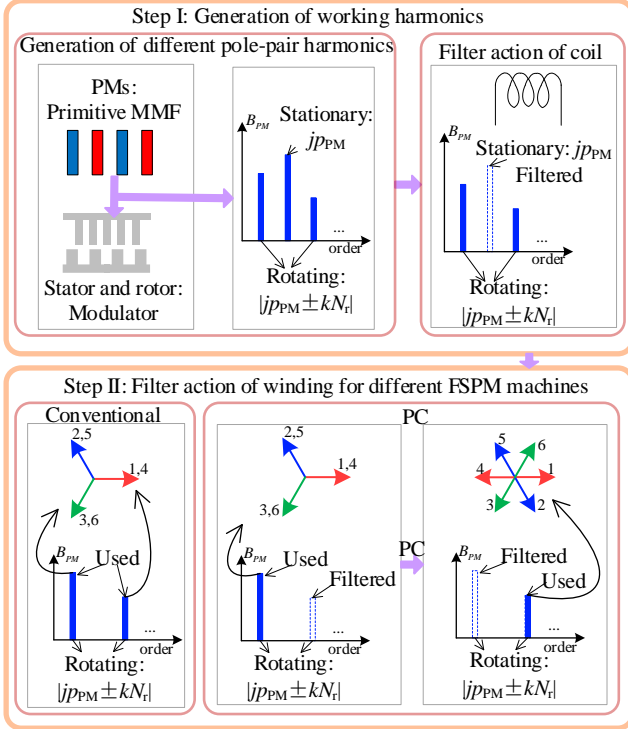 Step I: Generation of working harmonics
Generation of different pole-pair harmonics
PMs:
Primitive MMF
Stator and rotor:
Modulator
B_PM
Stationary:
jp_PM
...
order
Rotating:
|jp_PM±kN_r|
Filter action of coil
B_PM
Stationary: jp_PM
Filtered
...
order
Rotating:
|jp_PM±kN_r|
Step II: Filter action of winding for different FSPM machines
Conventional
2,5
1,4
3,6
B_PM
Used
...
order
Rotating:
|jp_PM±kN_r|
PC
2,5
1,4
3,6
B_PM
Used
Filtered
...
order
Rotating:
|jp_PM±kN_r|
PC
5
6
4
1
3
2
B_PM
Filtered
Used
...
order
Rotating:
|jp_PM±kN_r|